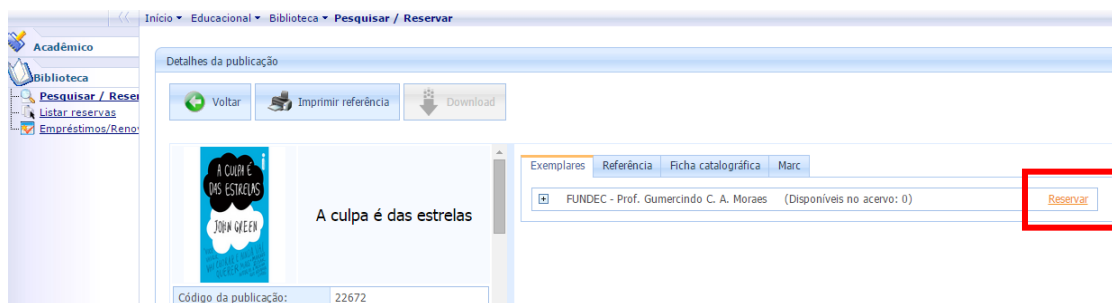 Início Educacional Biblioteca Pesquisar / Reservar
Acadêmico
Biblioteca
Pesquisar / Reser
Listar reservas
Empréstimos/Reno
Detalhes da publicação
Voltar Imprimir referência Download
A CULPA É
DAS ESTRELAS
JOHN GREEN
A culpa é das estrelas
Código da publicação: 22672
Exemplares Referência Ficha catalográfica Marc
FUNDEC - Prof. Gumercindo C. A. Moraes (Disponíveis no acervo: 0) Reservar